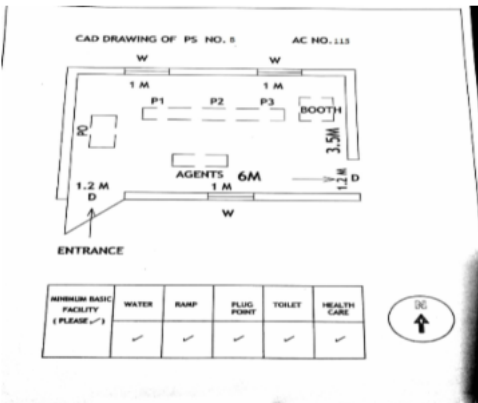 CAD DRAWING OF PS NO. 8 AC NO. 115
W W
1 M 1 M
P1 P2 P3
BOOTH
PO
3.5M
AGENTS 6M
1.2 M 1 M 1.2 M D
D
W
ENTRANCE
MINIMUM BASIC FACILITY ( PLEASE ✓ ) WATER RAMP PLUG POINT TOILET HEALTH CARE
✓ ✓ ✓ ✓ ✓
N